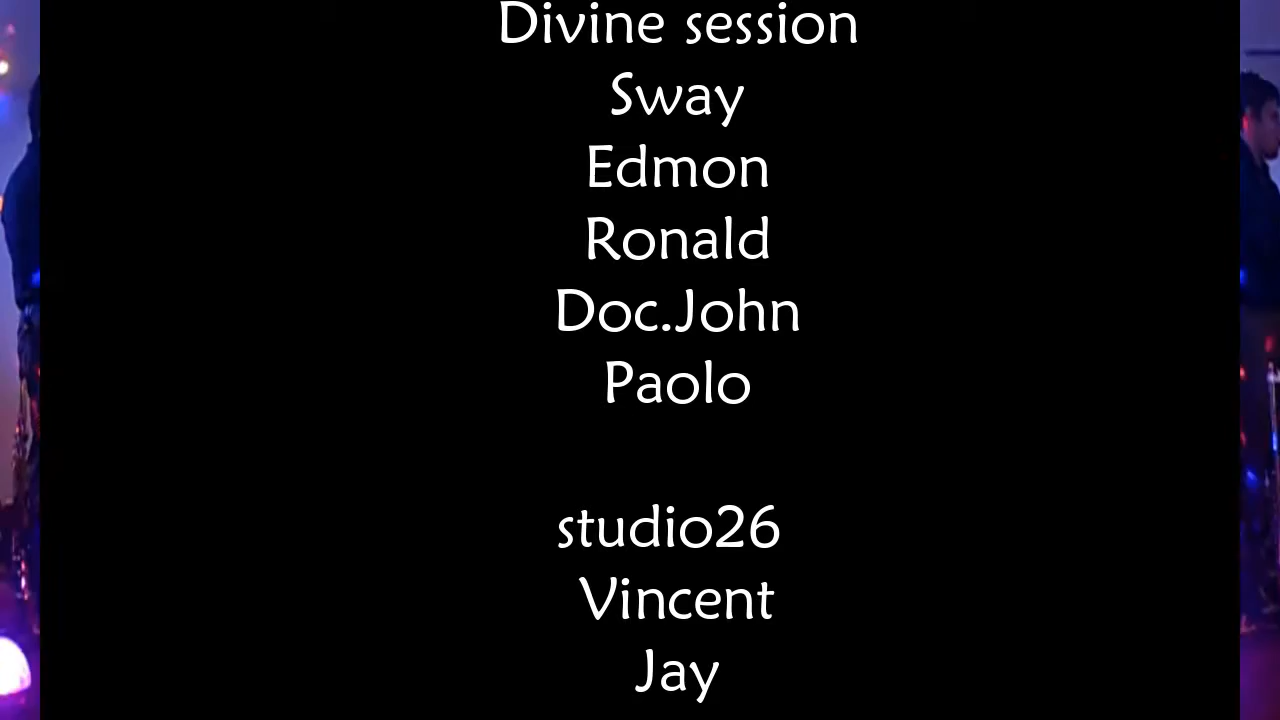 Divine session
Sway
Edmon
Ronald
Doc.John
Paolo
studio26
Vincent
Jay